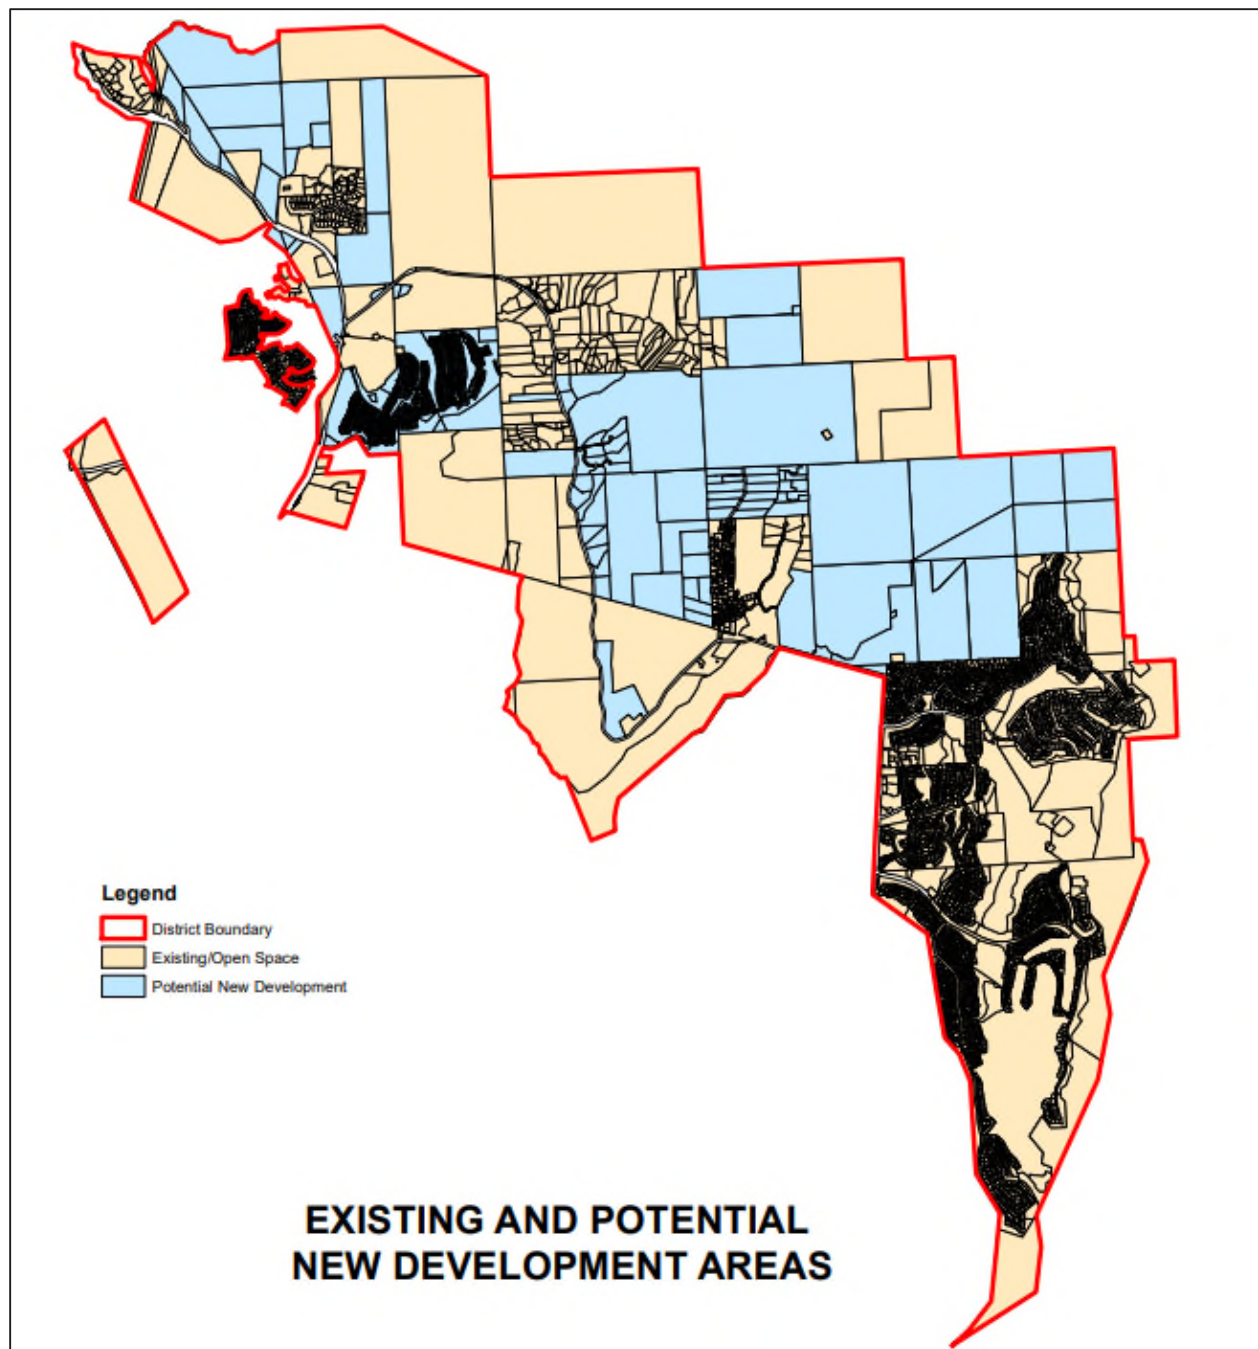 Legend
District Boundary
Existing/Open Space
Potential New Development
EXISTING AND POTENTIAL
NEW DEVELOPMENT AREAS